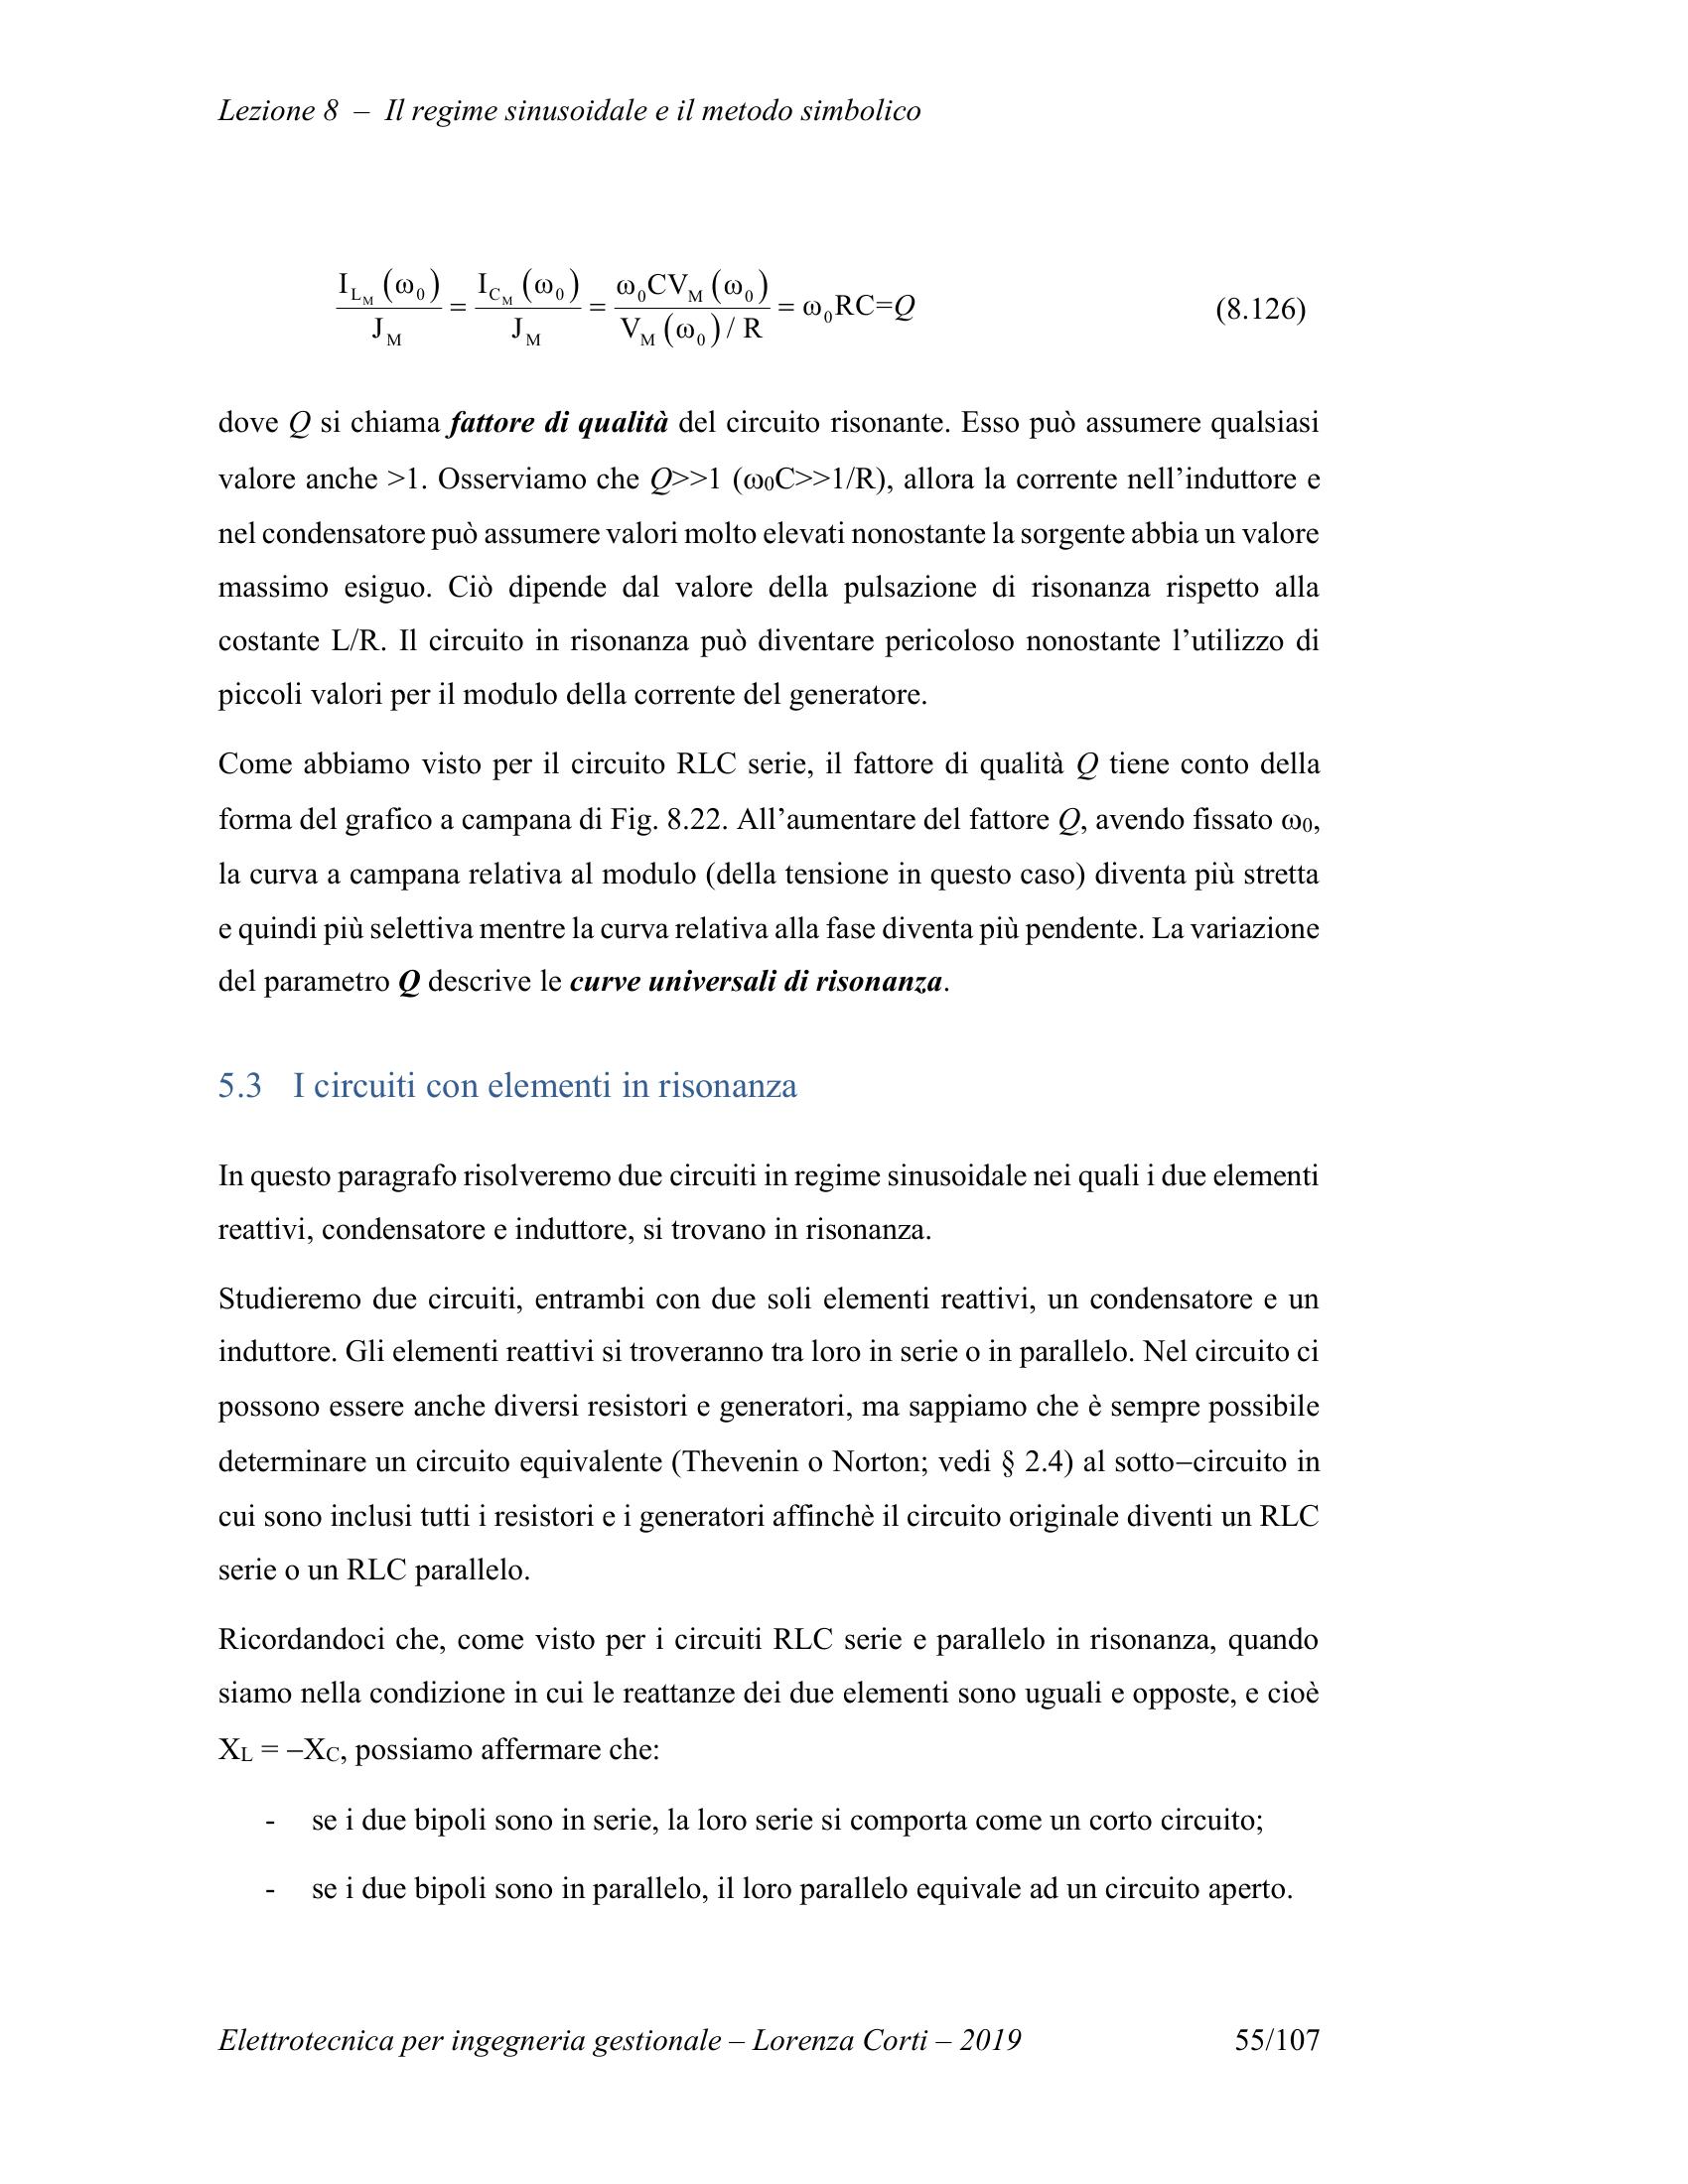 Lezione 8 – Il regime sinusoidale e il metodo simbolico
I_{L_M}(ω_0)/J_M = I_{C_M}(ω_0)/J_M = ω_0CV_M(ω_0)/(V_M(ω_0)/ R) = ω_0RC=Q (8.126)
dove Q si chiama fattore di qualità del circuito risonante. Esso può assumere qualsiasi
valore anche >1. Osserviamo che Q>>1 (ω0C>>1/R), allora la corrente nell’induttore e
nel condensatore può assumere valori molto elevati nonostante la sorgente abbia un valore
massimo esiguo. Ciò dipende dal valore della pulsazione di risonanza rispetto alla
costante L/R. Il circuito in risonanza può diventare pericoloso nonostante l’utilizzo di
piccoli valori per il modulo della corrente del generatore.
Come abbiamo visto per il circuito RLC serie, il fattore di qualità Q tiene conto della
forma del grafico a campana di Fig. 8.22. All’aumentare del fattore Q, avendo fissato ω0,
la curva a campana relativa al modulo (della tensione in questo caso) diventa più stretta
e quindi più selettiva mentre la curva relativa alla fase diventa più pendente. La variazione
del parametro Q descrive le curve universali di risonanza.
5.3 I circuiti con elementi in risonanza
In questo paragrafo risolveremo due circuiti in regime sinusoidale nei quali i due elementi
reattivi, condensatore e induttore, si trovano in risonanza.
Studieremo due circuiti, entrambi con due soli elementi reattivi, un condensatore e un
induttore. Gli elementi reattivi si troveranno tra loro in serie o in parallelo. Nel circuito ci
possono essere anche diversi resistori e generatori, ma sappiamo che è sempre possibile
determinare un circuito equivalente (Thevenin o Norton; vedi § 2.4) al sotto−circuito in
cui sono inclusi tutti i resistori e i generatori affinchè il circuito originale diventi un RLC
serie o un RLC parallelo.
Ricordandoci che, come visto per i circuiti RLC serie e parallelo in risonanza, quando
siamo nella condizione in cui le reattanze dei due elementi sono uguali e opposte, e cioè
XL = −XC, possiamo affermare che:
- se i due bipoli sono in serie, la loro serie si comporta come un corto circuito;
- se i due bipoli sono in parallelo, il loro parallelo equivale ad un circuito aperto.
Elettrotecnica per ingegneria gestionale – Lorenza Corti – 2019 55/107